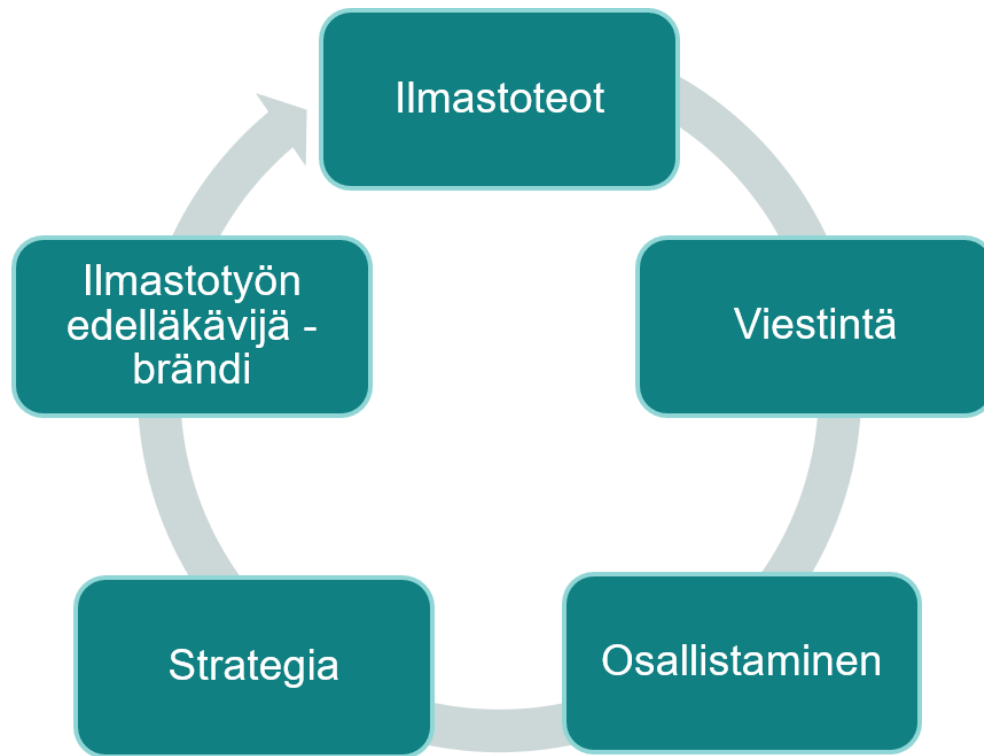 Ilmastoteot
Viestintä
Osallistaminen
Strategia
Ilmastotyön
edelläkävijä -
brändi